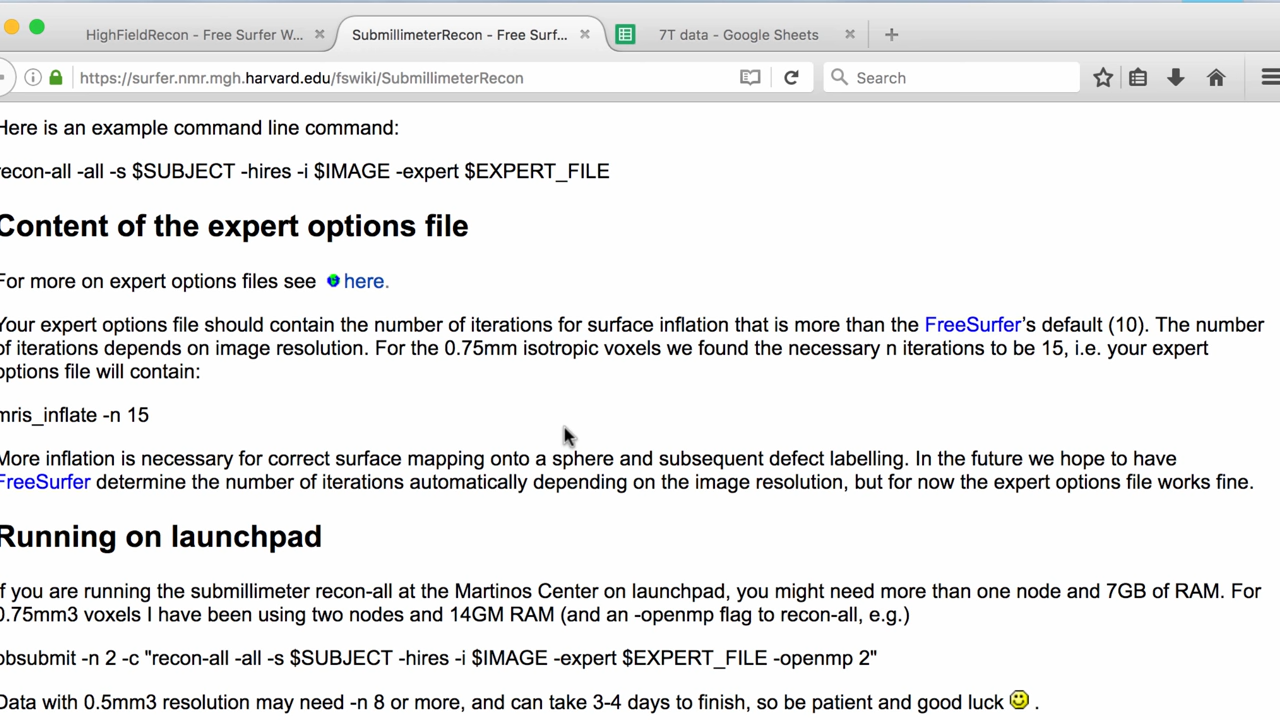 HighFieldRecon - Free Surfer W...
SubmillimeterRecon - Free Surf...
7T data - Google Sheets
https://surfer.nmr.mgh.harvard.edu/fswiki/SubmillimeterRecon
Search
Here is an example command line command:
recon-all -all -s $SUBJECT -hires -i $IMAGE -expert $EXPERT_FILE
Content of the expert options file
For more on expert options files see here.
Your expert options file should contain the number of iterations for surface inflation that is more than the FreeSurfer's default (10). The number
of iterations depends on image resolution. For the 0.75mm isotropic voxels we found the necessary n iterations to be 15, i.e. your expert
options file will contain:
mris_inflate -n 15
More inflation is necessary for correct surface mapping onto a sphere and subsequent defect labelling. In the future we hope to have
FreeSurfer determine the number of iterations automatically depending on the image resolution, but for now the expert options file works fine.
Running on launchpad
If you are running the submillimeter recon-all at the Martinos Center on launchpad, you might need more than one node and 7GB of RAM. For
0.75mm3 voxels I have been using two nodes and 14GM RAM (and an -openmp flag to recon-all, e.g.)
pbsubmit -n 2 -c "recon-all -all -s $SUBJECT -hires -i $IMAGE -expert $EXPERT_FILE -openmp 2"
Data with 0.5mm3 resolution may need -n 8 or more, and can take 3-4 days to finish, so be patient and good luck .